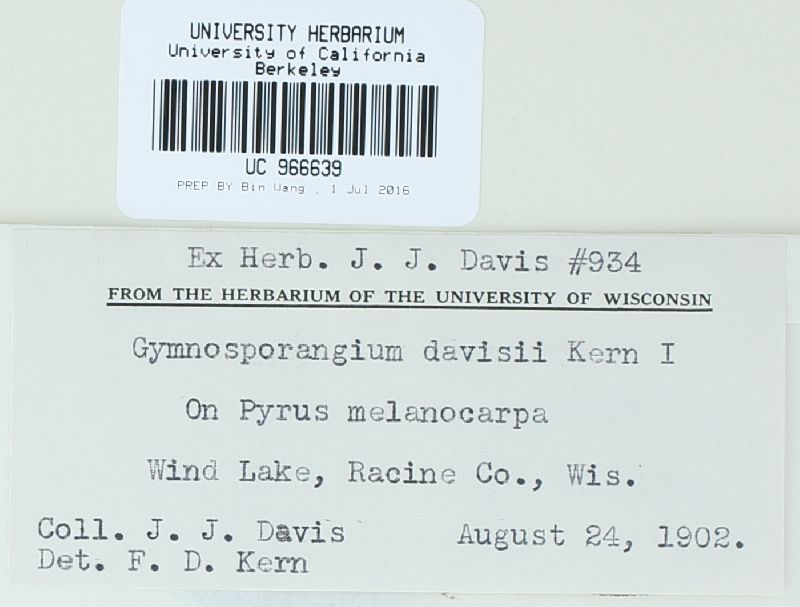 UNIVERSITY HERBARIUM
University of California
Berkeley
UC 966639
PREP BY Bin Wang , 1 Jul 2016
Ex Herb. J. J. Davis #934
FROM THE HERBARIUM OF THE UNIVERSITY OF WISCONSIN
Gymnosporangium davisii Kern I
On Pyrus melanocarpa
Wind Lake, Racine Co., Wis.
Coll. J. J. Davis August 24, 1902.
Det. F. D. Kern